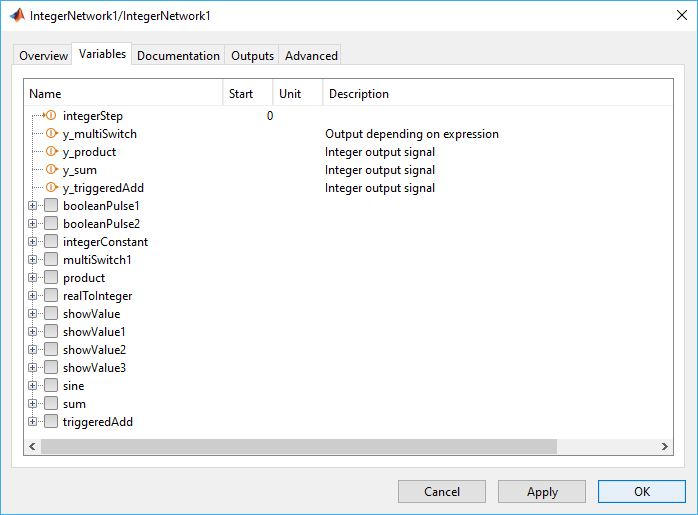 IntegerNetwork1/IntegerNetwork1
Overview Variables Documentation Outputs Advanced
Name Start Unit Description
integerStep 0
y_multiSwitch Output depending on expression
y_product Integer output signal
y_sum Integer output signal
y_triggeredAdd Integer output signal
booleanPulse1
booleanPulse2
integerConstant
multiSwitch1
product
realToInteger
showValue
showValue1
showValue2
showValue3
sine
sum
triggeredAdd
Cancel Apply OK